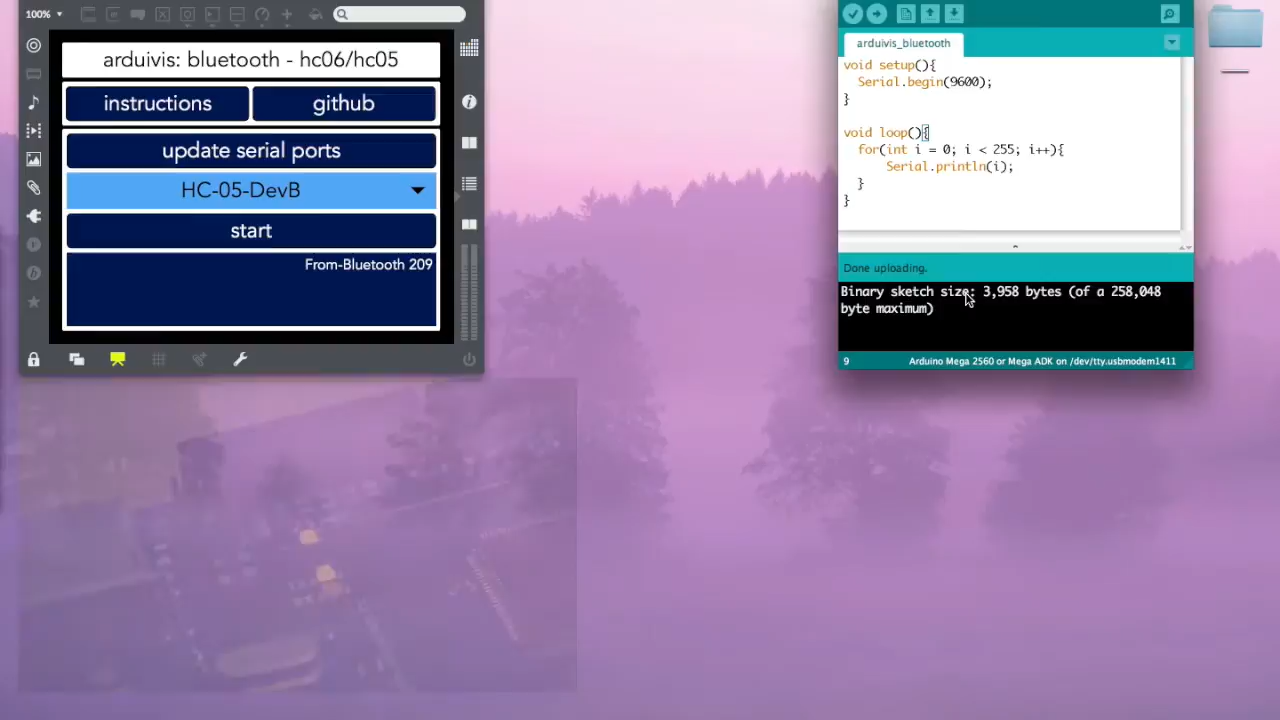 100%
arduivis: bluetooth - hc06/hc05
instructions
github
update serial ports
HC-05-DevB
start
From-Bluetooth 209
arduivis_bluetooth
void setup(){
Serial.begin(9600);
}
void loop(){
for(int i = 0; i < 255; i++){
Serial.println(i);
}
}
Done uploading.
Binary sketch size: 3,958 bytes (of a 258,048
byte maximum)
9
Arduino Mega 2560 or Mega ADK on /dev/tty.usbmodem1411